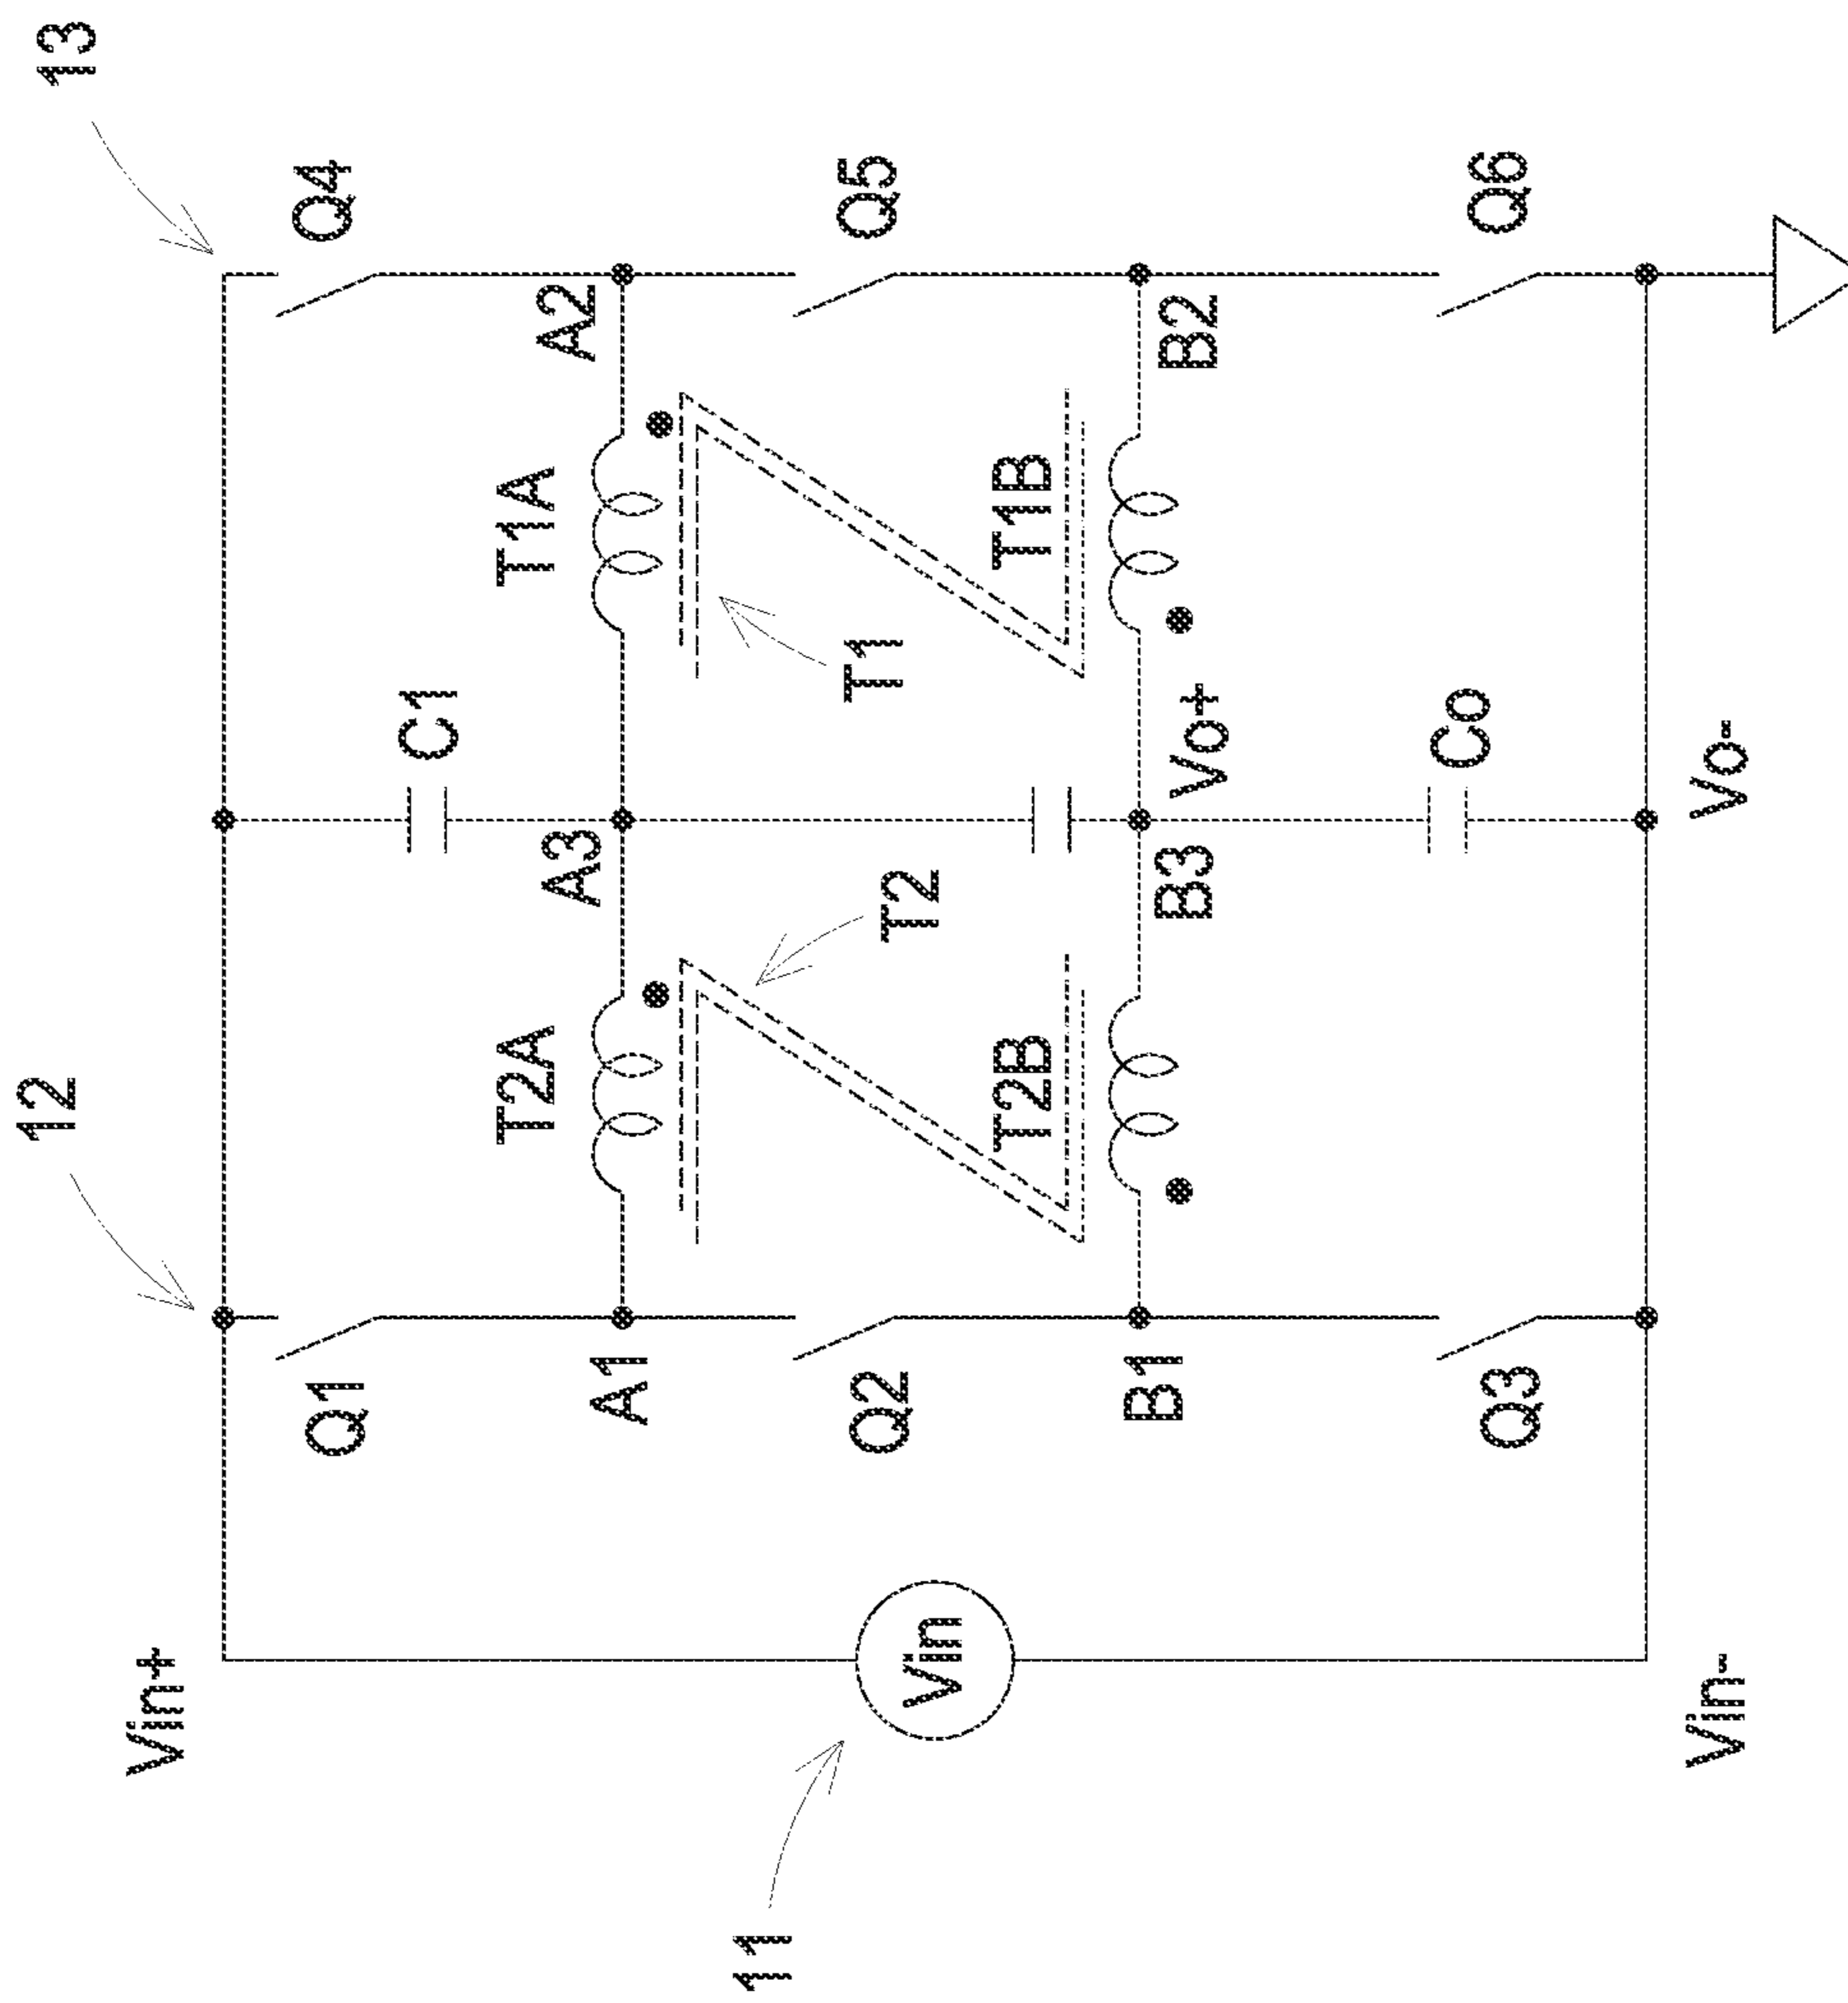 13
12
11
Vin+
Q1
Q4
C1
A1
T2A
A3
T1A
A2
Q2
Vin
T2
T1
Q5
B1
T2B
B3
Vo+
T1B
B2
Q3
Co
Q6
Vin-
Vo-